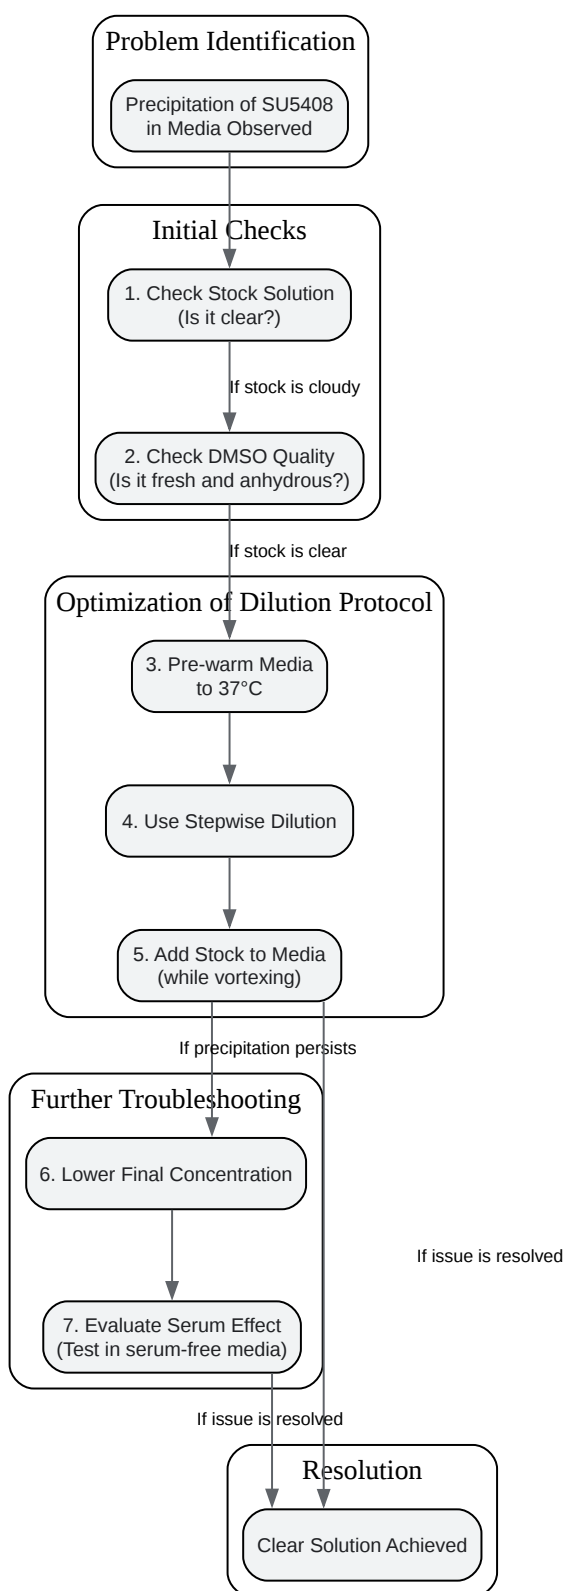 Problem Identification
Precipitation of SU5408
in Media Observed
Initial Checks
1. Check Stock Solution
(Is it clear?)
If stock is cloudy
2. Check DMSO Quality
(Is it fresh and anhydrous?)
If stock is clear
Optimization of Dilution Protocol
3. Pre-warm Media
to 37°C
4. Use Stepwise Dilution
5. Add Stock to Media
(while vortexing)
If precipitation persists
Further Troubleshooting
6. Lower Final Concentration
If issue is resolved
7. Evaluate Serum Effect
(Test in serum-free media)
If issue is resolved
Resolution
Clear Solution Achieved